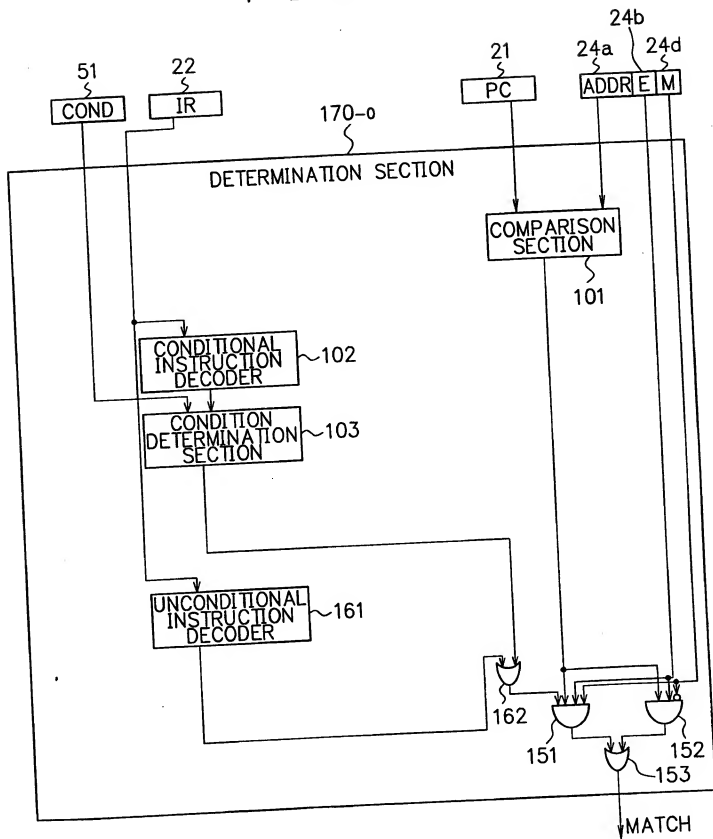 24b
51
22
21
24a
24d
COND
IR
PC
ADDR
E
M
170-0
DETERMINATION SECTION
COMPARISON
SECTION
101
CONDITIONAL
INSTRUCTION
DECODER
102
CONDITION
DETERMINATION
SECTION
103
UNCONDITIONAL
INSTRUCTION
DECODER
161
162
151
152
153
MATCH